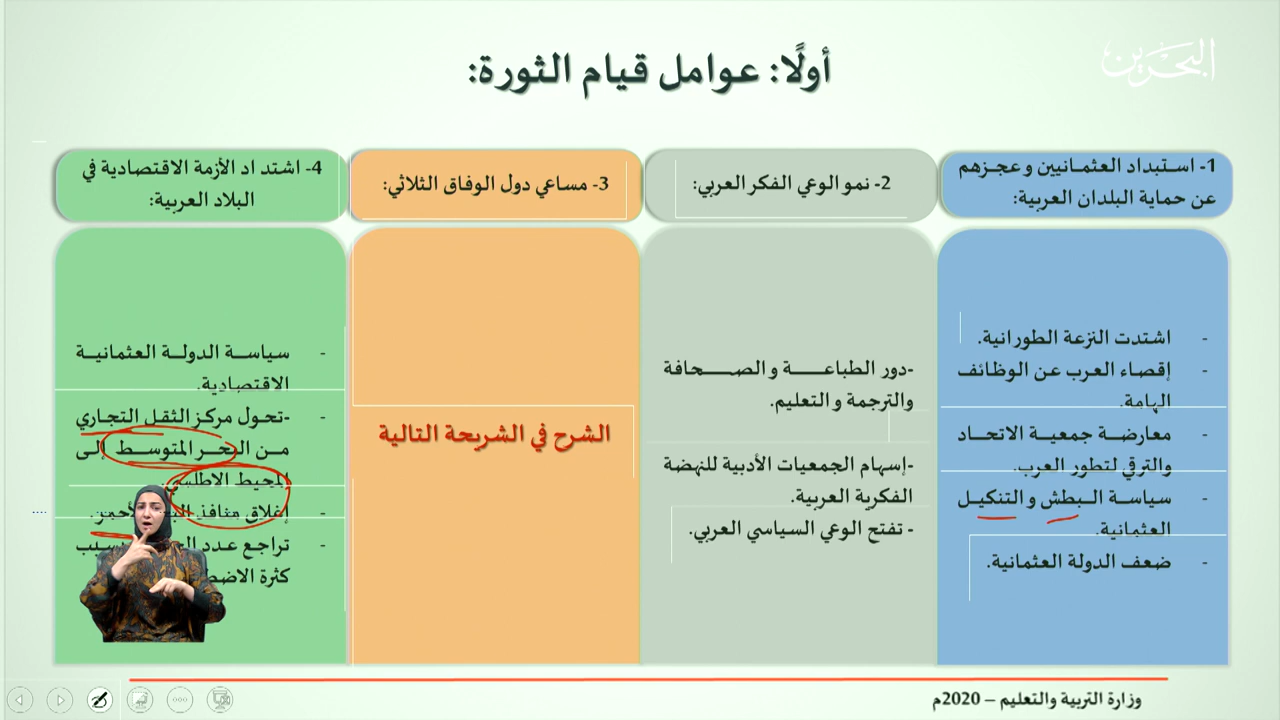 البحرين
أولًا: عوامل قيام الثورة:
1- استبداد العثمانيين وعجزهم
عن حماية البلدان العربية:
- اشتدت النزعة الطورانية.
- إقصاء العرب عن الوظائف
الهامة.
- معارضة جمعية الاتحاد
والترقي لتطور العرب.
- سياسة البطش والتنكيل
العثمانية.
- ضعف الدولة العثمانية.
2- نمو الوعي الفكر العربي:
-دور الطباعة والصحافة
والترجمة والتعليم.
-إسهام الجمعيات الأدبية للنهضة
الفكرية العربية.
- تفتح الوعي السياسي العربي.
3- مساعي دول الوفاق الثلاثي:
الشرح في الشريحة التالية
4- اشتد اد الأزمة الاقتصادية في
البلاد العربية:
- سياسة الدولة العثمانية
الاقتصادية.
- -تحول مركز الثقل التجاري
من البحر المتوسط إلى
المحيط الاطلسي.
- إغلاق منافذ
- تراجع عدد
كثرة
وزارة التربية والتعليم – 2020م